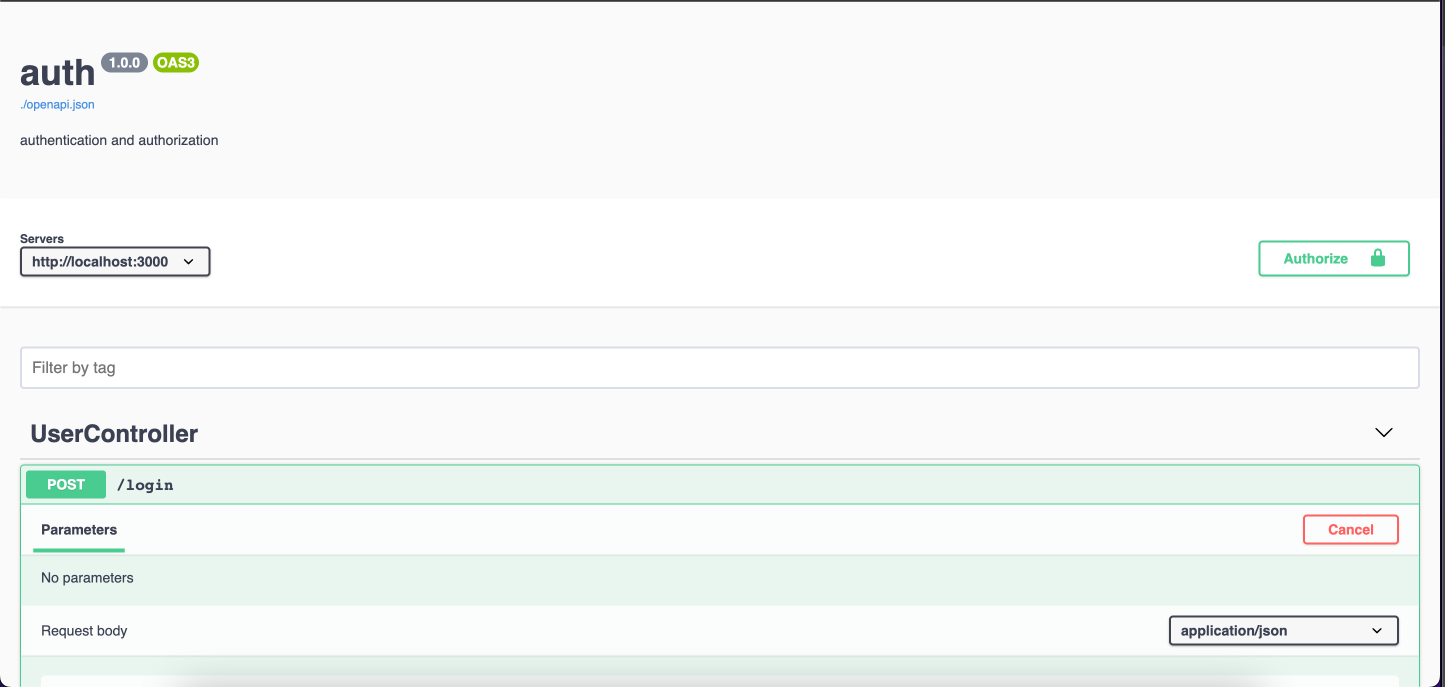 auth 1.0.0 OAS3
./openapi.json
authentication and authorization
Servers
http://localhost:3000
Authorize
Filter by tag
UserController
POST /login
Parameters
Cancel
No parameters
Request body
application/json